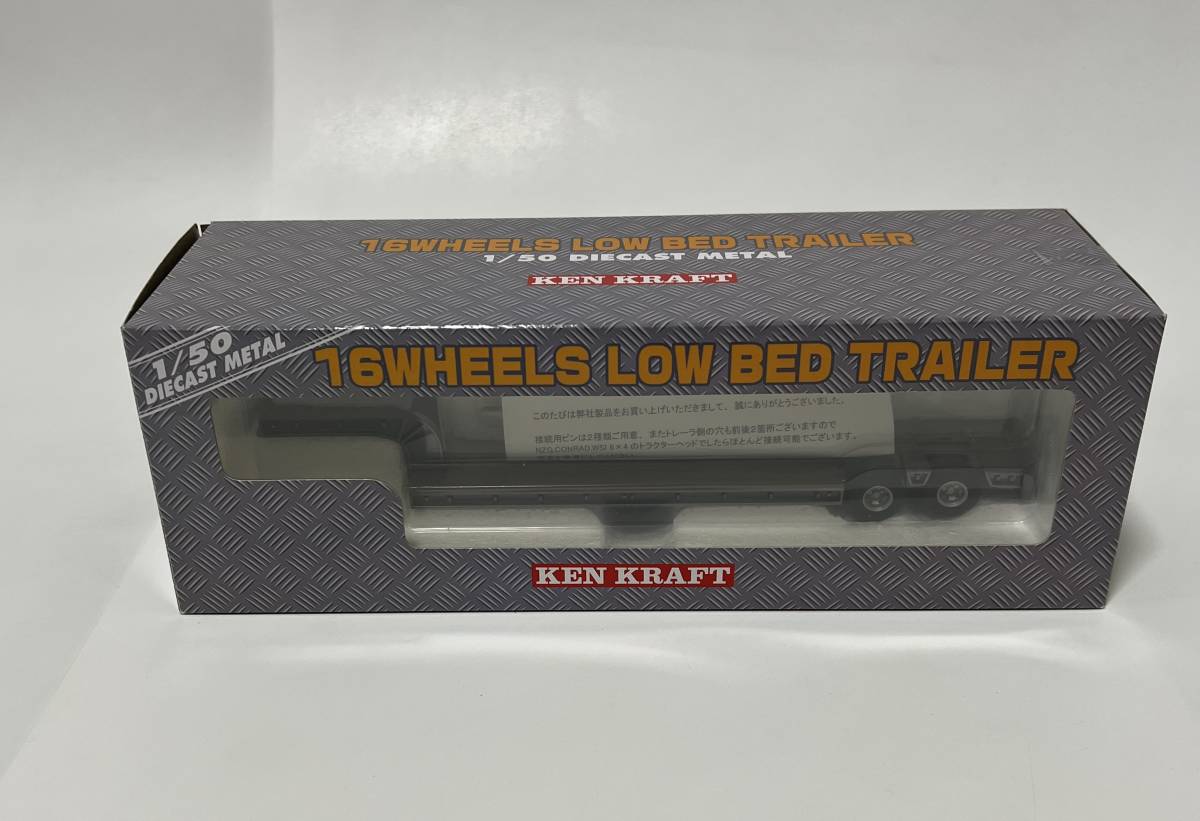 16WHEELS LOW BED TRAILER
1/50 DIECAST METAL
KEN KRAFT
1/50
DIECAST METAL
16WHEELS LOW BED TRAILER
このたびは弊社製品をお買い上げいただきまして、誠にありがとうございました。
接続用ピンは2種類ご用意、またトレーラ側の穴も前後2箇所ございますので
NZG,CONRAD,WSI 6×4のトラクターヘッドでしたらほとんど接続可能でございます。
KEN KRAFT